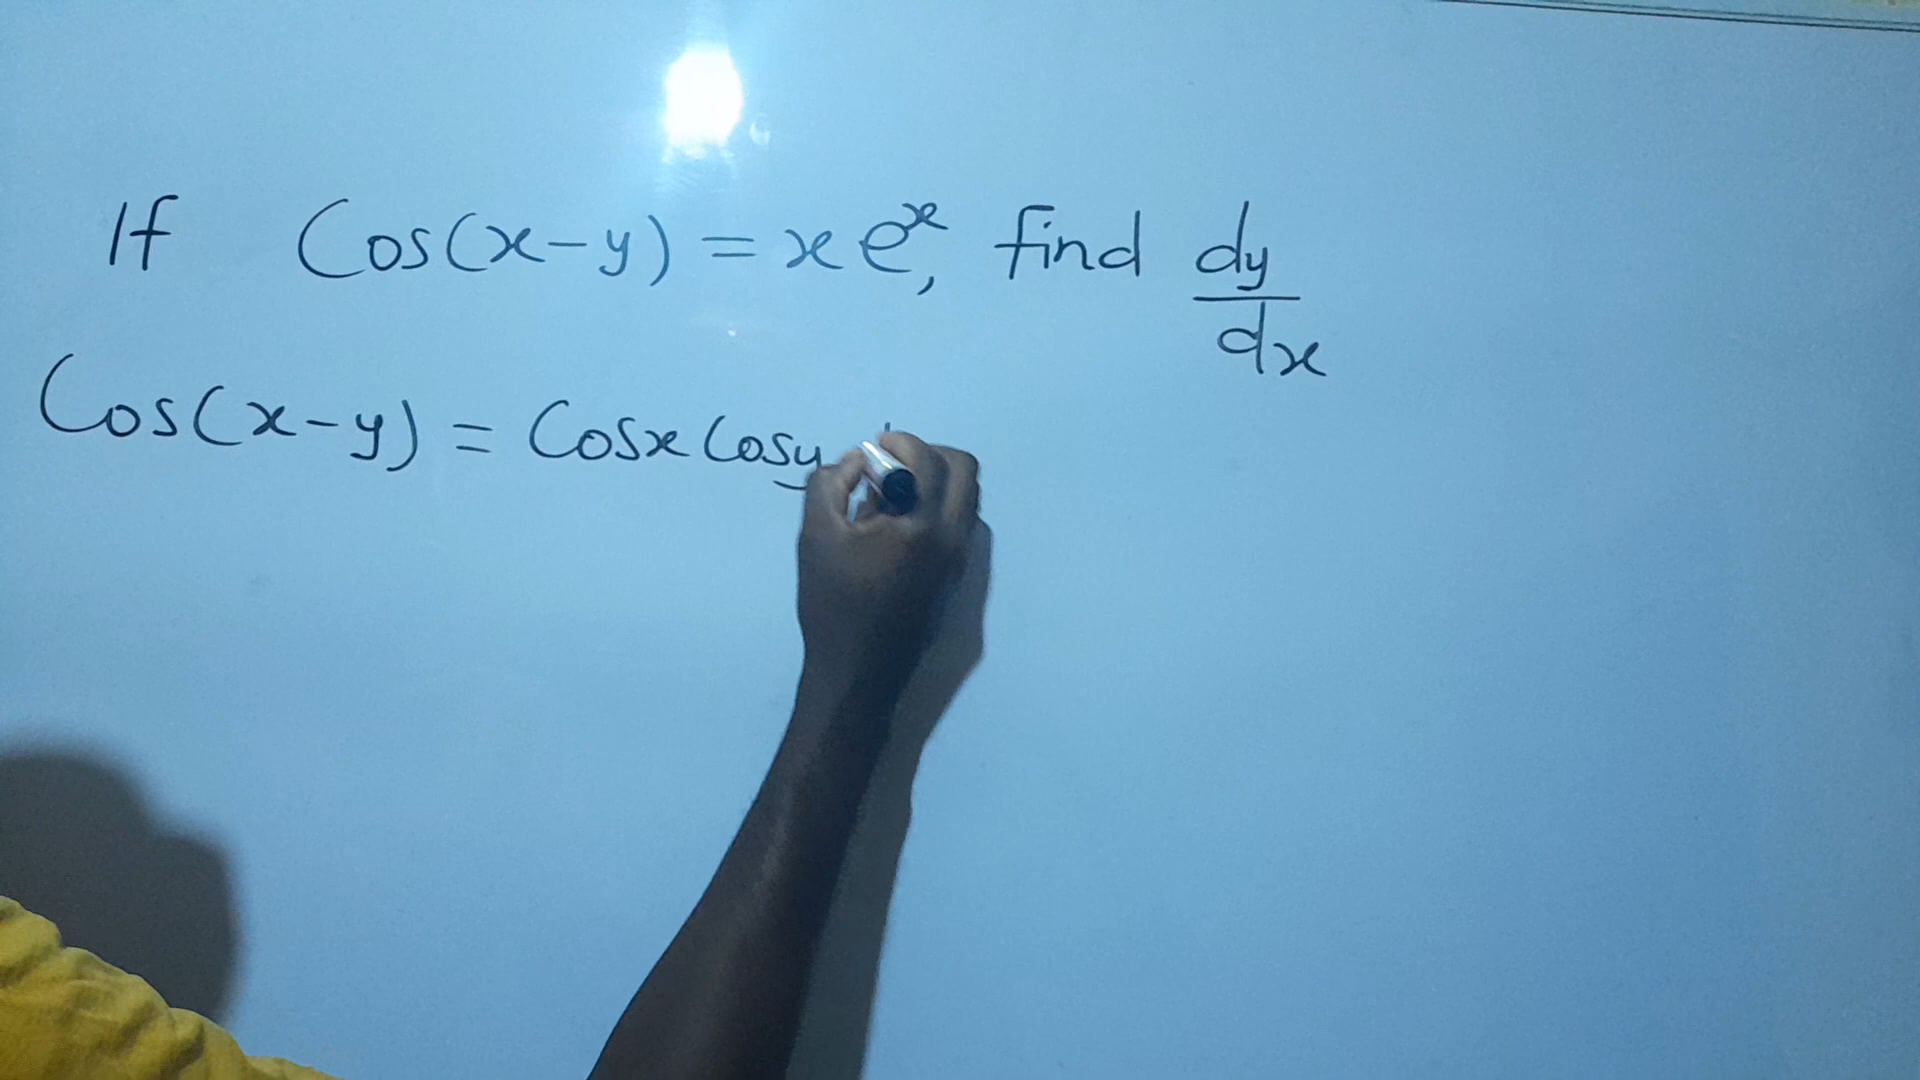 If Cos(x-y) = xe^x, find dy/dx
Cos(x-y) = Cosx Cosy